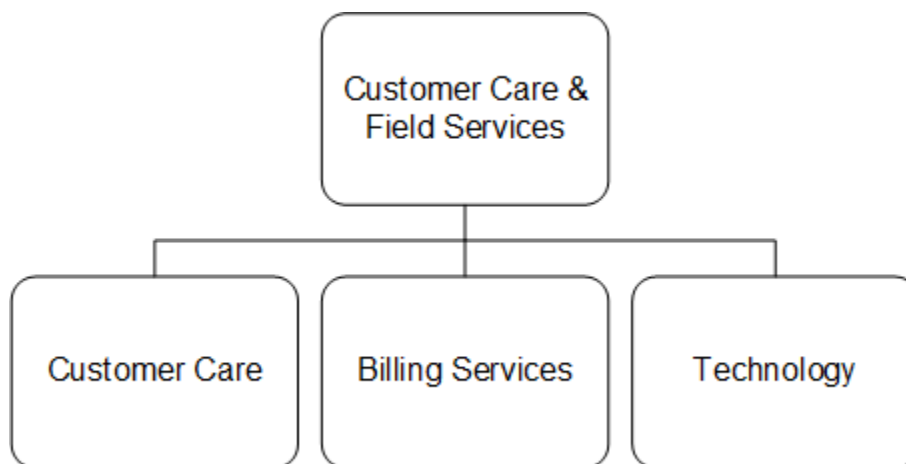 Customer Care &
Field Services
Customer Care
Billing Services
Technology